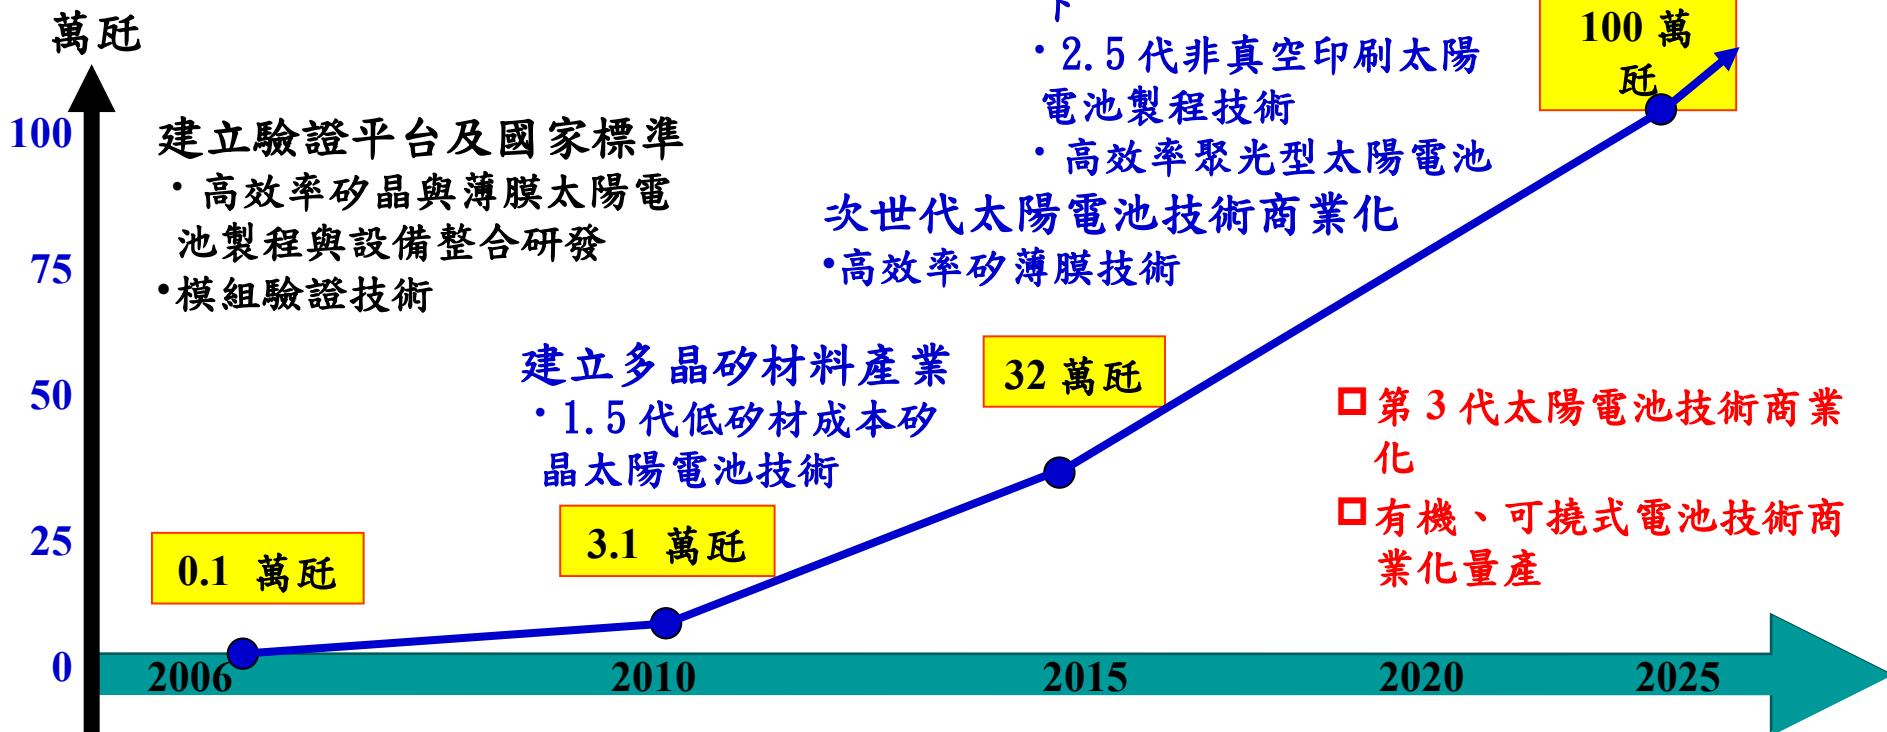 萬瓩
100
75
50
25
0
建立驗證平台及國家標準
• 高效率矽晶與薄膜太陽電
池製程與設備整合研發
•模組驗證技術
建立多晶矽材料產業
• 1.5代低矽材成本矽
晶太陽電池技術
• 2.5代非真空印刷太陽
電池製程技術
• 高效率聚光型太陽電池
次世代太陽電池技術商業化
•高效率矽薄膜技術
第3代太陽電池技術商業
化
有機、可撓式電池技術商
業化量產
0.1 萬瓩
3.1 萬瓩
32 萬瓩
100 萬
瓩
2006
2010
2015
2020
2025